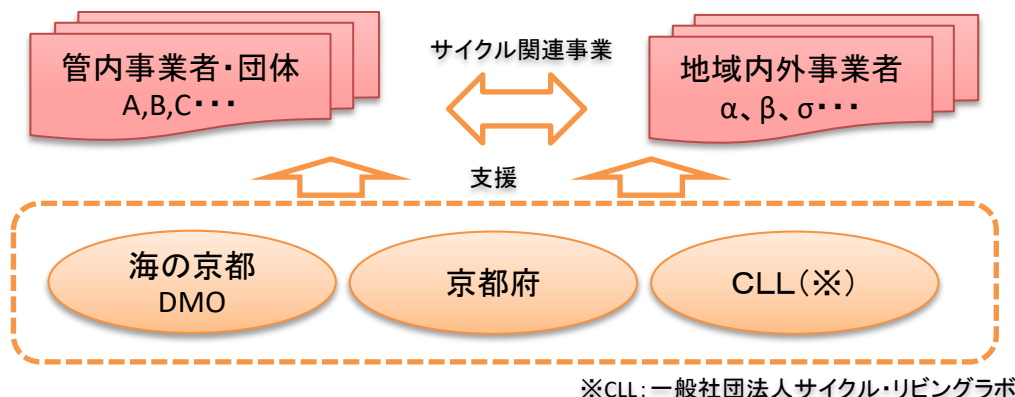 管内事業者・団体
A,B,C・・・
サイクル関連事業
地域内外事業者
α、β、σ・・・
支援
海の京都
DMO
京都府
CLL(※)
※CLL:一般社団法人サイクル・リビングラボ